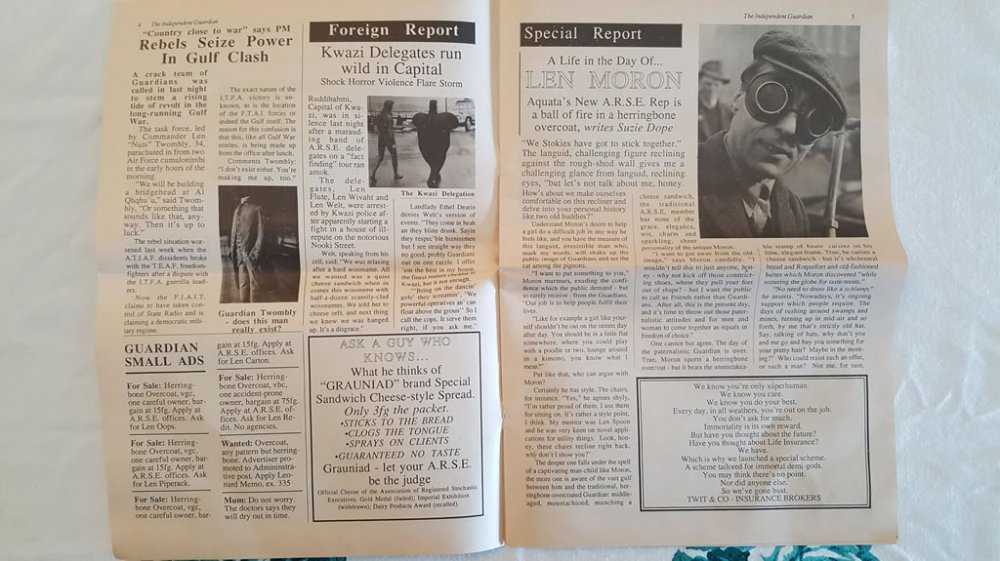 4 The Independent Guardian
"Country close to war" says PM
Rebels Seize Power
In Gulf Clash
A crack team of
Guardians was
called in last night
to stem a rising
tide of revolt in the
long-running Gulf
War.
The task force, led
by Commander Len
"Nuts" Twombly, 34,
parachuted in from two
Air Force cumulonimbi
in the early hours of the
morning.
"We will be building
a bridgehead at Al
Qhqha'u," said Twom-
bly, "Or something that
sounds like that, any-
way. Then it's up to
luck."
The rebel situation wor-
sened last week when the
A.T.I.A.F. dissidents broke
with the T.E.A.F. freedom-
fighters after a dispute with
the I.T.F.A. guerilla lead-
ers.
Now the P.I.A.I.T.
claims to have taken con-
trol of State Radio and is
claiming a democratic mili-
tary regime.
The exact nature of the
I.T.F.A. victory is un-
known, as is the location
of the F.T.A.I. forces or
indeed the Gulf itself. The
reason for this confusion is
that this, like all Gulf War
stories, is being made up
from the office after lunch.
Comments Twombly:
"I don't exist either. You're
making me up, too."
Guardian Twombly
- does this man
really exist?
GUARDIAN
SMALL ADS
For Sale: Herring-
bone Overcoat, vgc,
one careful owner, bar-
gain at 15fg. Apply at
A.R.S.E. offices. Ask
for Len Oops.
For Sale: Herring-
bone Overcoat, vgc,
one careful owner, bar-
gain at 15fg. Apply at
A.R.S.E. offices. Ask
for Len Piperack.
For Sale: Herring-
bone Overcoat, vgc,
one careful owner, bar-
gain at 15fg. Apply at
A.R.S.E. offices. Ask
for Len Carton.
For Sale: Herring-
bone Overcoat, vbc,
one accident-prone
owner, bargain at 75fg.
Apply at A.R.S.E. of-
fices. Ask for Len Re-
dit. No agencies.
Wanted: Overcoat,
any pattern but herring-
bone. Advertiser pro-
moted to Administra-
tive post. Apply Leo-
nard Memo, ex. 335
Mum: Do not worry.
The doctors says they
will dry out in time.
Foreign Report
Kwazi Delegates run
wild in Capital
Shock Horror Violence Flare Storm
Ruddibahmi,
Capital of Kwa-
zi, was in si-
lence last night
after a maraud-
ing band of
A.R.S.E. dele-
gates on a "fact
finding" tour ran
amok.
The dele-
gates, Len
Flute, Len Wivaht and
Len Welt, were arrest-
ed by Kwazi police af-
ter apparently starting a
fight in a house of ill-
repute on the notorious
Nooki Street.
Welt, speaking from his
cell, said: "We was relaxing
after a hard wossname. All
we wanted was a quiet
cheese sandwich when in
comes this wossname with
half-a-dozen scantily-clad
wossnames. We told her to
cheese orft, and next thing
we knew we was banged
up. It's a disgrace."
The Kwazi Delegation
Landlady Ethel Dearie
denies Welt's version of
events. "They come in heah
an they bline drunk. Sayin
they respec'ble bisinissmen
but I see straight way they
no good, probly Guardians
out on one razzle. I offer
'em the best in my house,
Kwazi, but it not enough.
"'Bring on the dancin'
girls' they screamin', 'We
powerful operaters an' can
float above the groun'' So I
call the cops. It serve them
right, if you ask me."
ASK A GUY WHO
KNOWS...
What he thinks of
"GRAUNIAD" brand Special
Sandwich Cheese-style Spread.
Only 3fg the packet.
•STICKS TO THE BREAD
•CLOGS THE TONGUE
•SPRAYS ON CLIENTS
•GUARANTEED NO TASTE
Grauniad - let your A.R.S.E.
be the judge
Official Cheese of the Association of Registered Stochastic
Executives. Gold Medal (failed); Imperial Exhibition
(withdrawn), Dairy Products Award (recalled).
The Independent Guardian 5
Special Report
A Life in the Day Of...
LEN MORON
Aquata's New A.R.S.E. Rep is
a ball of fire in a herringbone
overcoat, writes Suzie Dope
"We Stokies have got to stick together."
The languid, challenging figure reclining
against the rough-shod wall gives me a
challenging glance from languid, reclining
eyes, "but let's not talk about me, honey.
How's about we make ourselves
comfortable on this recliner and
delve into your personal history
like two old buddies?"
Understand Moron's desire to help
a girl do a difficult job in any way he
feels like, and you have the measure of
this languid, irresistible man who,
mark my words, will shake up the
public image of Guardians and set the
cat among the pigeons.
"I want to put something to you,"
Moron murmurs, exuding the confid-
ence which the public demand - but
so rarely receive - from the Guardians.
"Our job is to help people fulfil their
lives.
"Like for example a girl like your-
self shouldn't be out on the streets day
after day. You should be in a little flat
somewhere, where you could play
with a poodle or two, lounge around
in a kimono, you know what I
mean?"
Put like that, who can argue with
Moron?
Certainly he has style. The chairs,
for instance. "Yes," he agrees shyly,
"I'm rather proud of them. I use them
for sitting on. It's rather a style point,
I think. My mentor was Len Spoon
and he was very keen on novel appli-
cations for utility things. Look, hon-
ey, these chairs recline right back,
why don't I show you?"
The deeper one falls under the spell
of a captivating man-child like Moron,
the more one is aware of the vast gulf
between him and the traditional, her-
ringbone-overcoated Guardian: middle-
aged, moustachioed, munching a
cheese sandwich,
the traditional
A.R.S.E. member
has none of the
grace, elegance,
wit, charm and
sparkling, sheer
personality of the unique Moron.
"I want to get away from the old
image," says Moron candidly. "I
wouldn't tell this to just anyone, hon-
ey - why not kick off those constrict-
ing shoes, where they pull your feet
out of shape? - but I want the public
to call us Friends rather than Guardi-
ans. After all, this is the present day,
and it's time to throw out those pater-
nalistic attitudes and for men and
women to come together as equals in
freedom of choice."
One cannot but agree. The day of
the paternalistic Guardian is over.
True, Moron sports a herringbone
overcoat - but it bears the unmistakea-
ble stamp of haute cuisine on his
lithe, elegant frame. True, he carries a
cheese sandwich - but it's wholemeal
bread and Roquefort and old-fashioned
butter which Moron discovered "while
scouring the globe for taste-treats."
"No need to dress like a sickage,"
he asserts, "Nowadays, it's ongoing
support which people require. The
days of rushing around swamps and
mines, turning up in mid-air and so
forth, by me that's strictly old hat.
Say, talking of hats, why don't you
and me go and buy you something for
your pretty hair? Maybe in the morn-
ing?" Who could resist such an offer,
or such a man? Not me, for sure.
We know you're only superhuman.
We know you care.
We know you do your best.
Every day, in all weathers, you're out on the job.
You don't ask for much.
Immortality is its own reward.
But have you thought about the future?
Have you thought about Life Insurance?
We have.
Which is why we launched a special scheme.
A scheme tailored for immortal demi-gods.
You may think there's no point.
Nor did anyone else.
So we've gone bust.
TWIT & CO - INSURANCE BROKERS